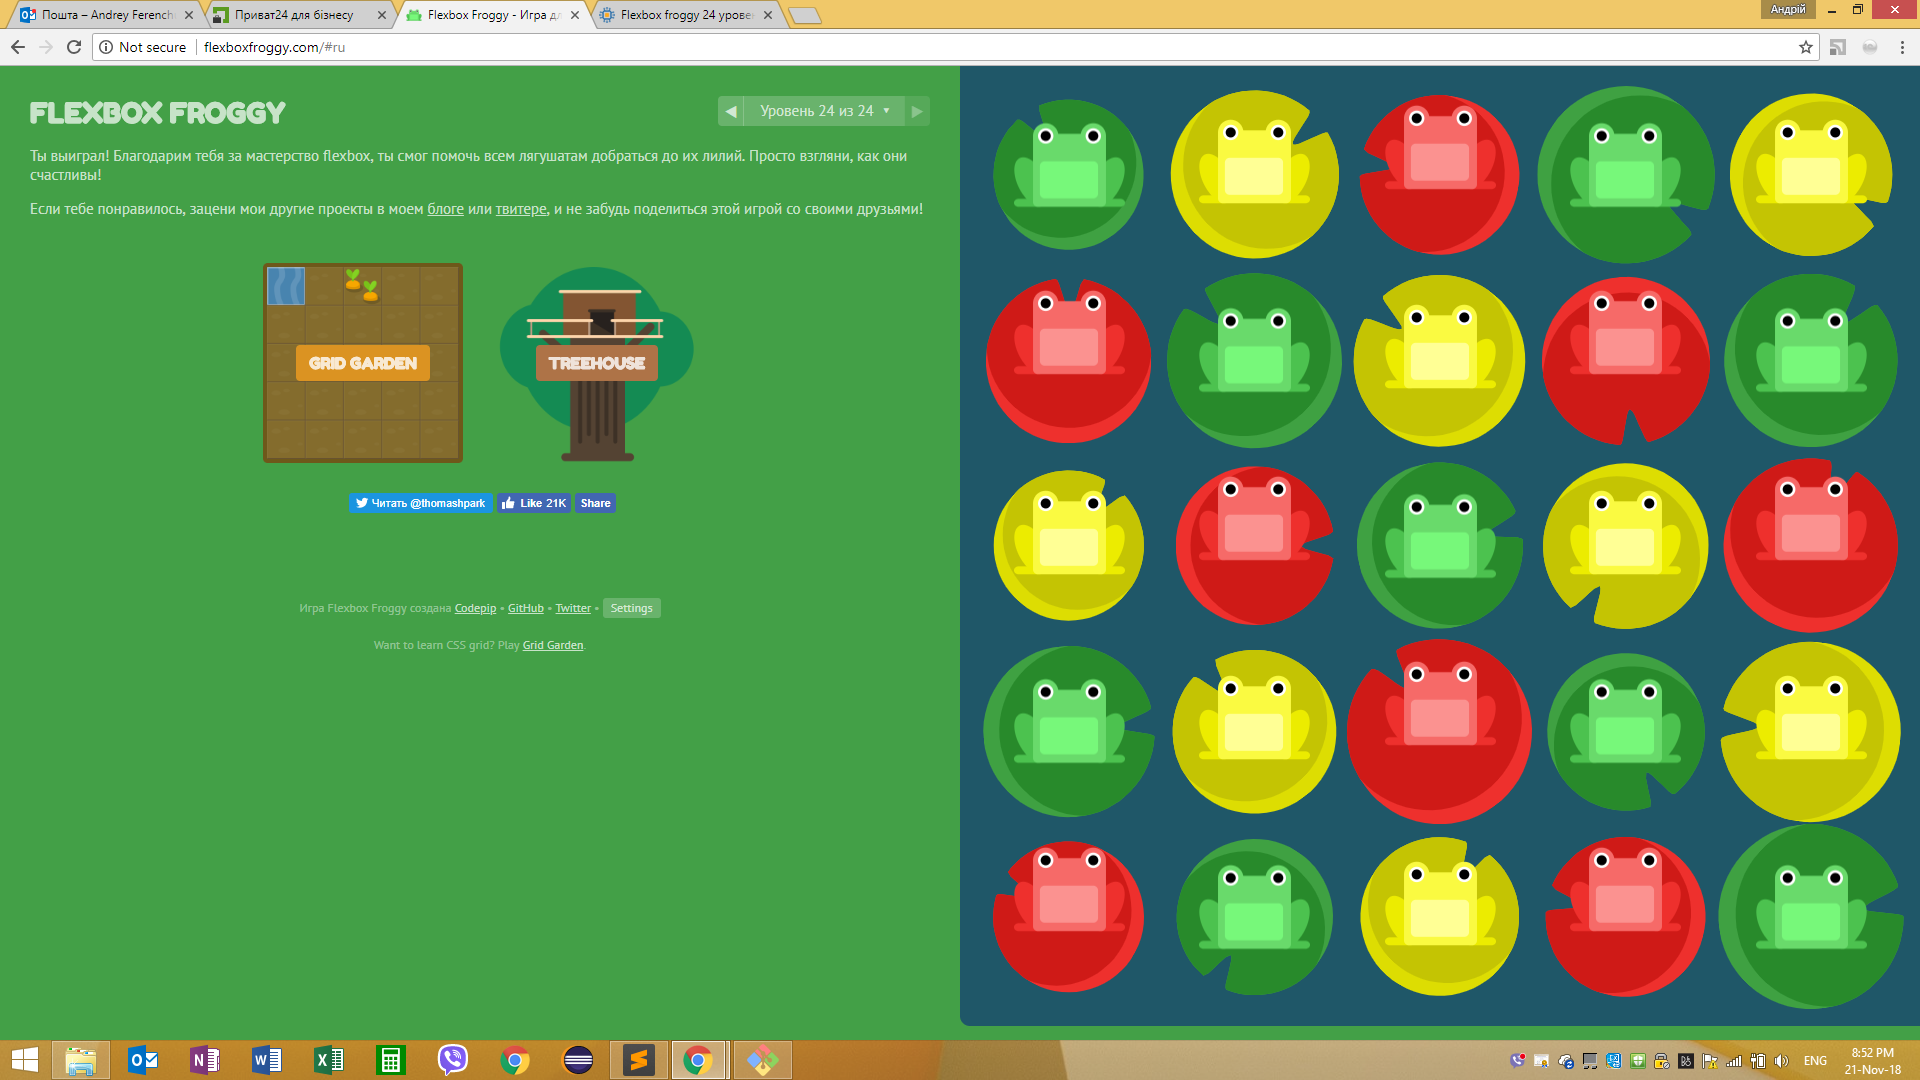 Пошта – Andrey Ferench
Приват24 для бізнесу
Flexbox Froggy - Игра дл
Flexbox froggy 24 уровен
Андрій
Not secure
flexboxfroggy.com/#ru
FLEXBOX FROGGY
Уровень 24 из 24
Ты выиграл! Благодарим тебя за мастерство flexbox, ты смог помочь всем лягушатам добраться до их лилий. Просто взгляни, как они
счастливы!
Если тебе понравилось, зацени мои другие проекты в моем блоге или твитере, и не забудь поделиться этой игрой со своими друзьями!
GRID GARDEN
TREEHOUSE
Читать @thomashpark
Like 21K
Share
Игра Flexbox Froggy создана Codepip • GitHub • Twitter • Settings
Want to learn CSS grid? Play Grid Garden.
ENG
8:52 PM
21-Nov-18